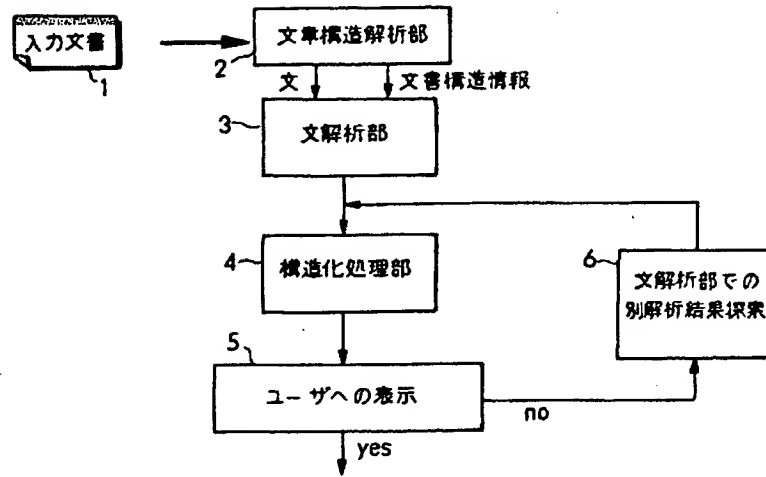 入力文書
1
文章構造解析部
2
文
文書構造情報
3
文解析部
4
構造化処理部
6
文解析部での
別解析結果探索
5
ユーザへの表示
no
yes